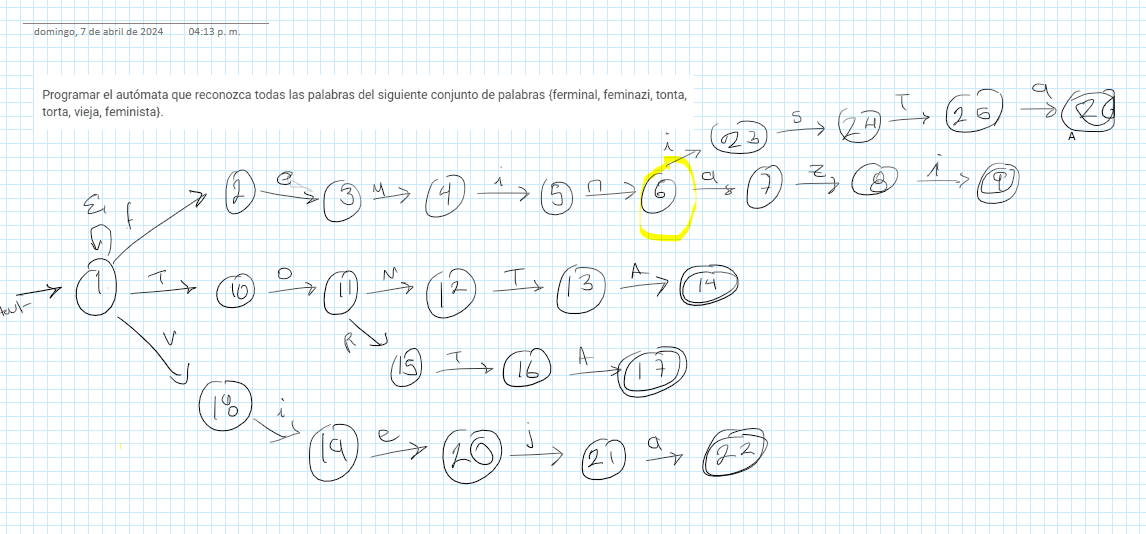 domingo, 7 de abril de 2024 04:13 p. m.
Programar el autómata que reconozca todas las palabras del siguiente conjunto de palabras {ferminal, feminazi, tonta,
torta, vieja, feminista}.
i 23 s 24 T 25 a 26
A
f 2 e 3 M 4 i 5 n 6 a 7 z 8 i 9
1 T 10 O 11 N 12 T 13 A 14
R 15 T 16 A 17
V 18 i 19 e 20 j 21 a 22